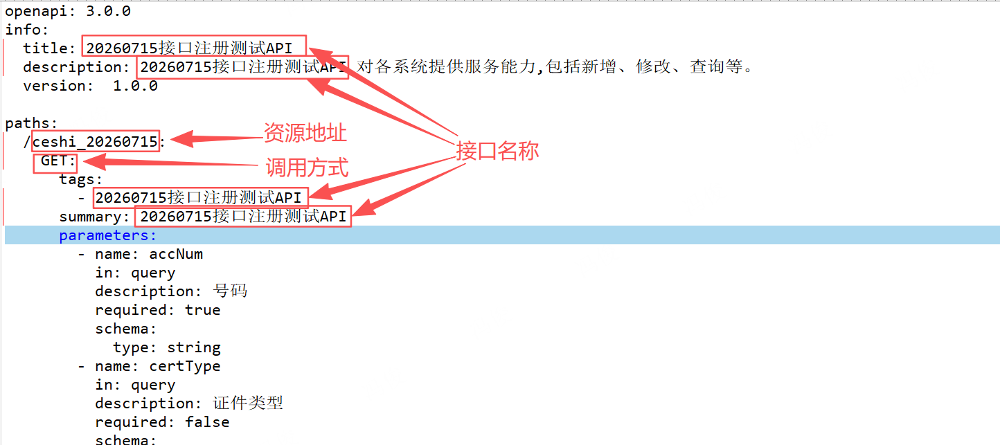 openapi: 3.0.0
info:
title: 20260715接口注册测试API
description: 20260715接口注册测试API 对各系统提供服务能力,包括新增、修改、查询等。
version: 1.0.0
paths:
/ceshi_20260715:
资源地址
接口名称
GET:
调用方式
tags:
- 20260715接口注册测试API
summary: 20260715接口注册测试API
parameters:
- name: accNum
in: query
description: 号码
required: true
schema:
type: string
- name: certType
in: query
description: 证件类型
required: false
schema: